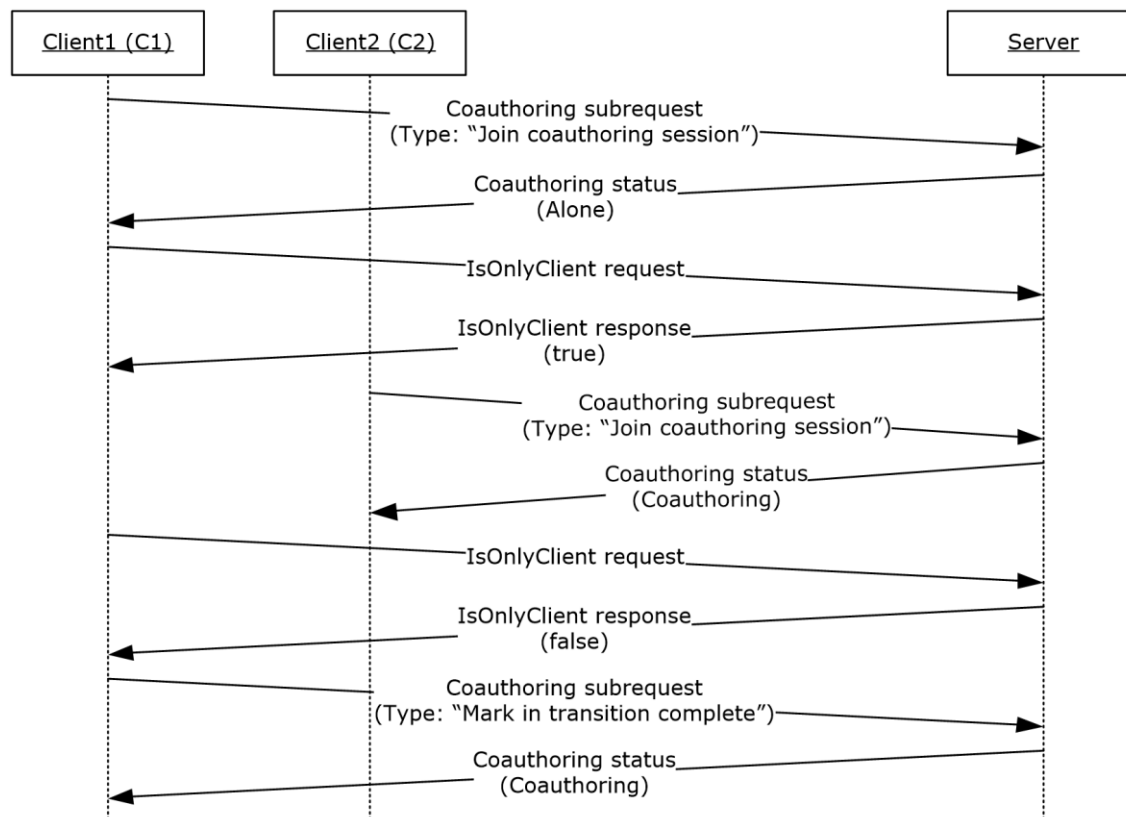 Client1 (C1)
Client2 (C2)
Server
Coauthoring subrequest
(Type: “Join coauthoring session”)
Coauthoring status
(Alone)
IsOnlyClient request
IsOnlyClient response
(true)
Coauthoring subrequest
(Type: “Join coauthoring session”)
Coauthoring status
(Coauthoring)
IsOnlyClient request
IsOnlyClient response
(false)
Coauthoring subrequest
(Type: “Mark in transition complete”)
Coauthoring status
(Coauthoring)